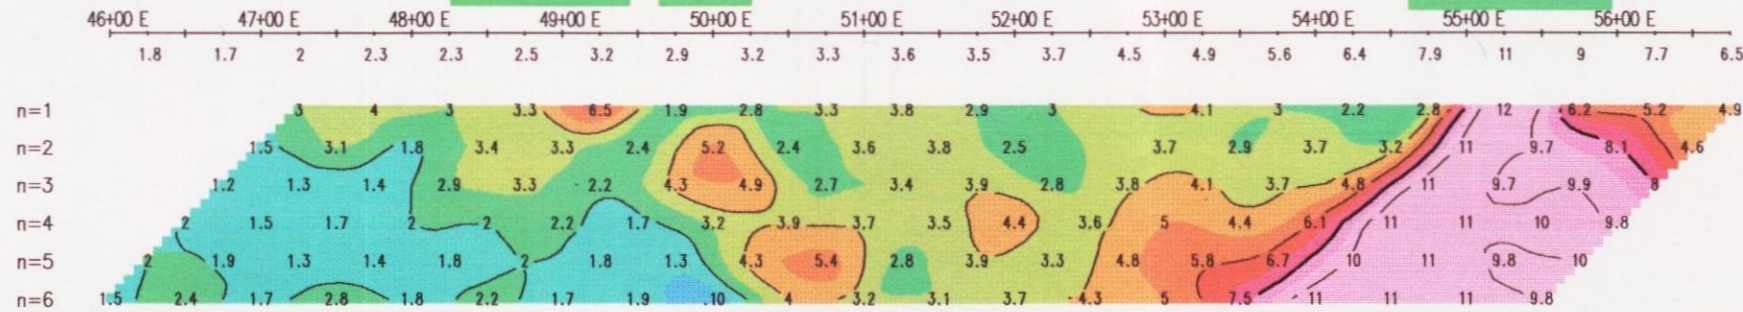 46+00 E 47+00 E 48+00 E 49+00 E 50+00 E 51+00 E 52+00 E 53+00 E 54+00 E 55+00 E 56+00 E
1.8 1.7 2 2.3 2.3 2.5 3.2 2.9 3.2 3.3 3.6 3.5 3.7 4.5 4.9 5.6 6.4 7.9 11 9 7.7 6.5
n=1 3 4 3 3.3 6.5 1.9 2.8 3.3 3.8 2.9 3 4.1 3 2.2 2.8 12 6.2 5.2 4.9
n=2 1.5 3.1 1.8 3.4 3.3 2.4 5.2 2.4 3.6 3.8 2.5 3.7 2.9 3.7 3.2 11 9.7 8.1 4.6
n=3 1.2 1.3 1.4 2.9 3.3 2.2 4.3 4.9 2.7 3.4 3.9 2.8 3.8 4.1 3.7 4.8 11 9.7 9.9 8
n=4 2 1.5 1.7 2 2 2.2 1.7 3.2 3.9 3.7 3.5 4.4 3.6 5 4.4 6.1 11 11 10 9.8
n=5 2 1.9 1.3 1.4 1.8 2 1.8 1.3 4.3 5.4 2.8 3.9 3.3 4.8 5.8 6.7 10 11 9.8 10
n=6 1.5 2.4 1.7 2.8 1.8 2.2 1.7 1.9 .10 4 3.2 3.1 3.7 4.3 5 7.5 11 11 11 9.8